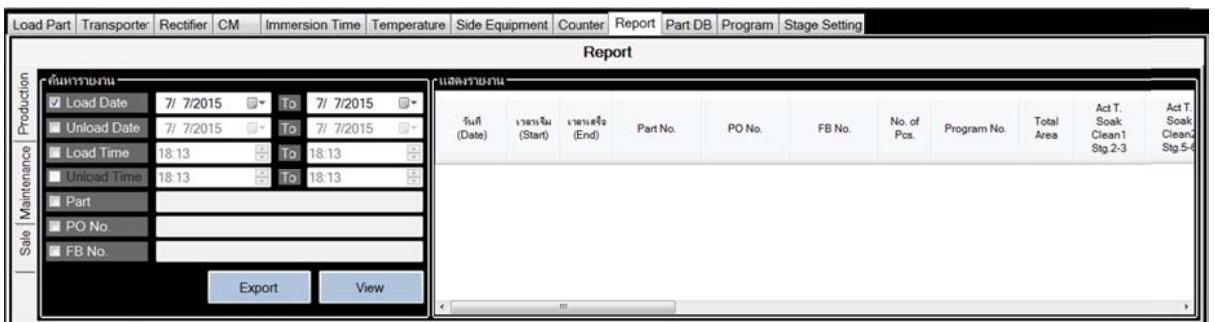 Load Part Transporter Rectifier CM Immersion Time Temperature Side Equipment Counter Report Part DB Program Stage Setting
Report
Production
Maintenance
Sale
ค้นหารายงาน
Load Date 7/ 7/2015 To 7/ 7/2015
Unload Date 7/ 7/2015 To 7/ 7/2015
Load Time 18:13 To 18:13
Unload Time 18:13 To 18:13
Part
PO No.
FB No.
Export View
แสดงรายงาน
วันที่ (Date)
เวลาเริ่ม (Start)
เวลาเสร็จ (End)
Part No.
PO No.
FB No.
No. of Pcs.
Program No.
Total Area
Act T. Soak Clean1 Stg.2-3
Act T. Soak Clean2 Stg.5-6